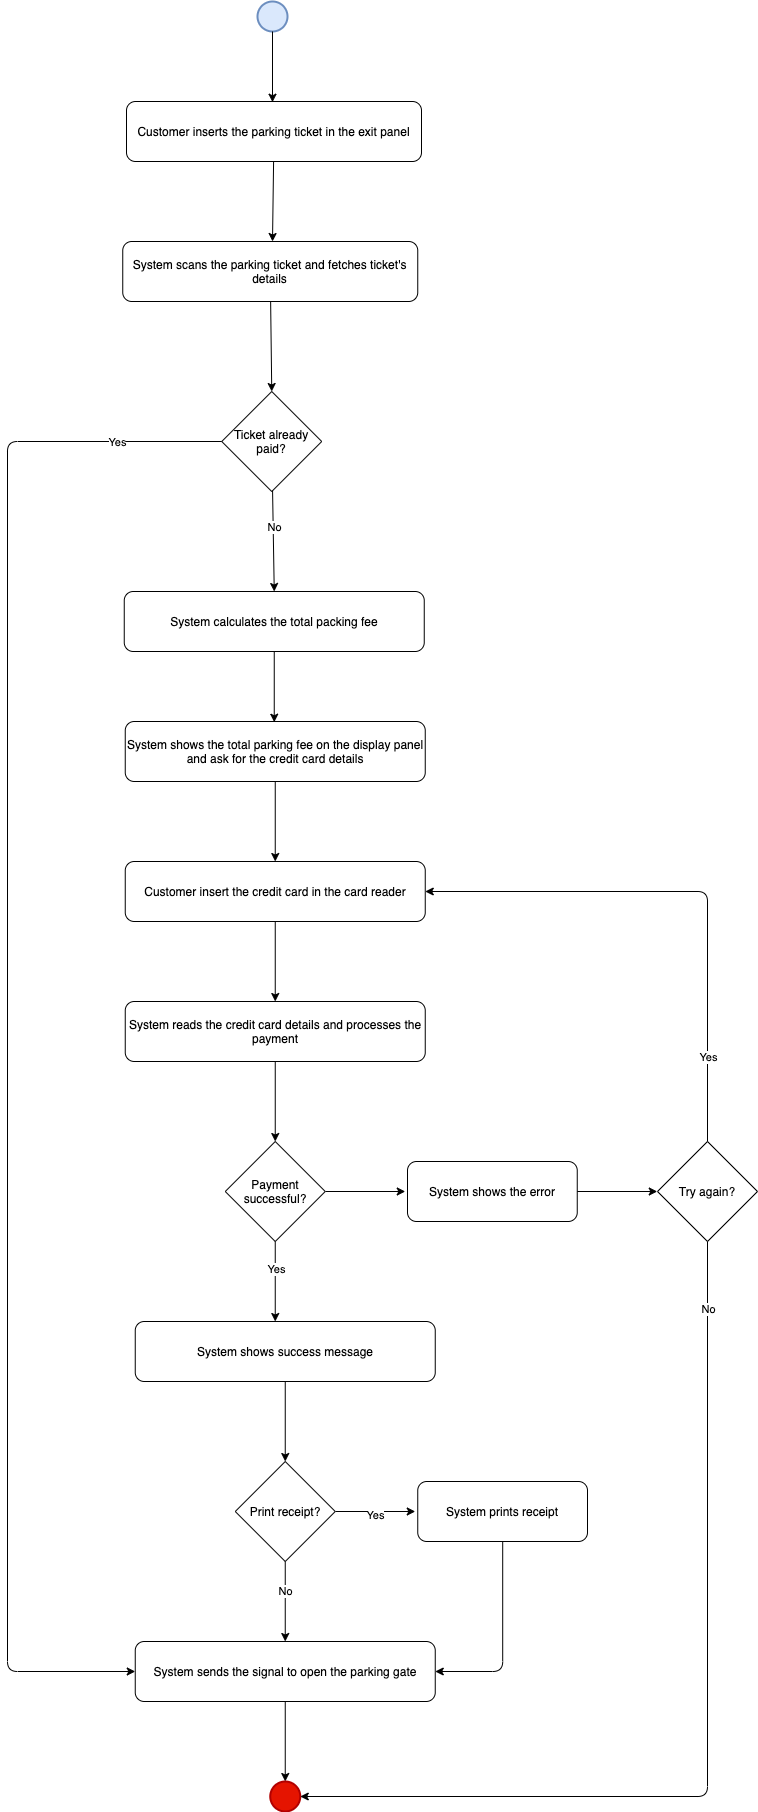 Customer inserts the parking ticket in the exit panel
System scans the parking ticket and fetches ticket's
details
Ticket already
paid?
Yes
No
System calculates the total packing fee
System shows the total parking fee on the display panel
and ask for the credit card details
Customer insert the credit card in the card reader
System reads the credit card details and processes the
payment
Yes
Payment
successful?
System shows the error
Try again?
Yes
No
System shows success message
Print receipt?
Yes
System prints receipt
No
System sends the signal to open the parking gate